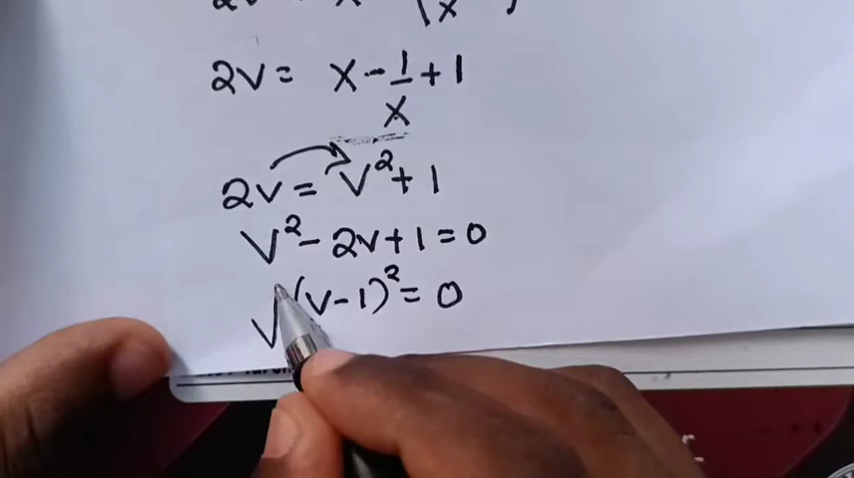 2V = X - 1/X + 1
2V = V² + 1
V² - 2V + 1 = 0
√(V - 1)² = 0